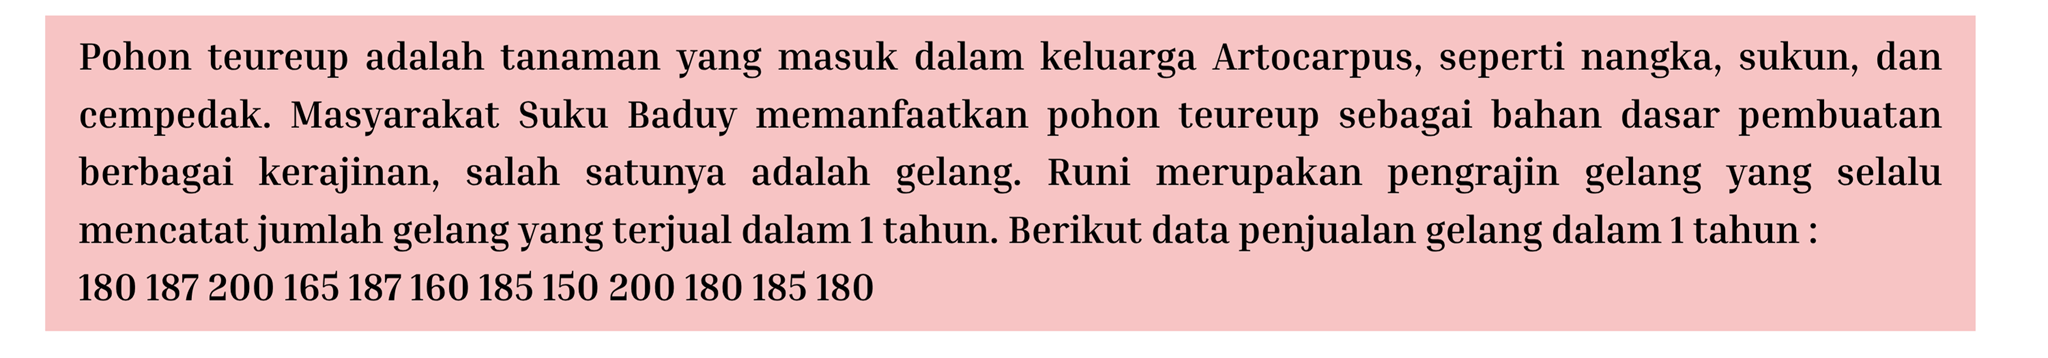 Pohon teureup adalah tanaman yang masuk dalam keluarga Artocarpus, seperti nangka, sukun, dan
cempedak. Masyarakat Suku Baduy memanfaatkan pohon teureup sebagai bahan dasar pembuatan
berbagai kerajinan, salah satunya adalah gelang. Runi merupakan pengrajin gelang yang selalu
mencatat jumlah gelang yang terjual dalam 1 tahun. Berikut data penjualan gelang dalam 1 tahun :
180 187 200 165 187 160 185 150 200 180 185 180